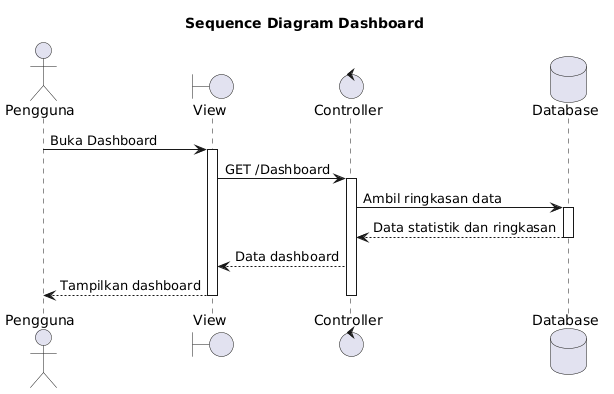 Sequence Diagram Dashboard
Pengguna
View
Controller
Database
Buka Dashboard
GET /Dashboard
Ambil ringkasan data
Data statistik dan ringkasan
Data dashboard
Tampilkan dashboard
Pengguna
View
Controller
Database